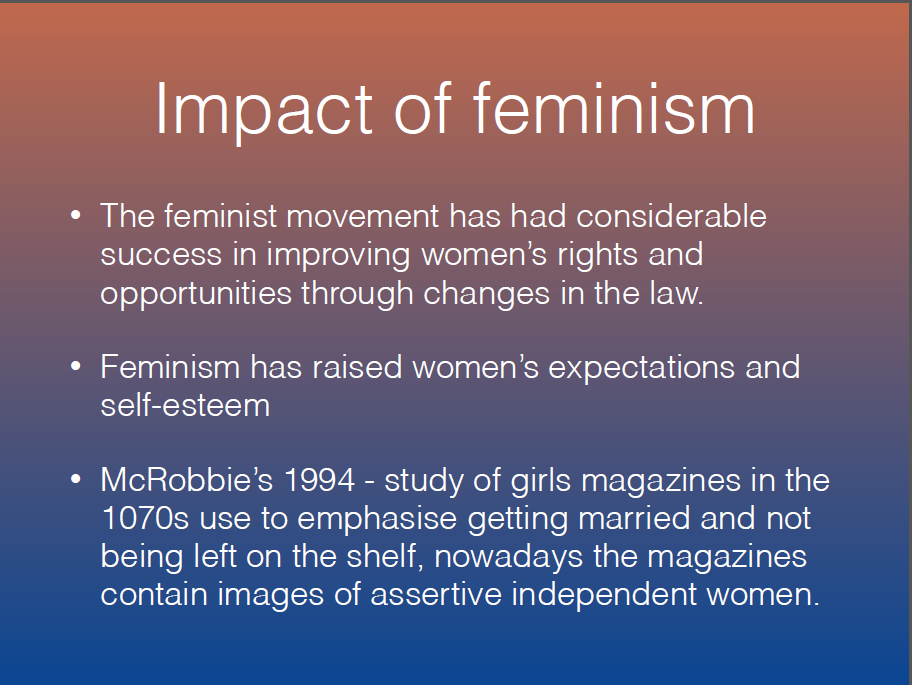 Impact of feminism
• The feminist movement has had considerable
success in improving women's rights and
opportunities through changes in the law.
• Feminism has raised women's expectations and
self-esteem
• McRobbie's 1994 - study of girls magazines in the
1070s use to emphasise getting married and not
being left on the shelf, nowadays the magazines
contain images of assertive independent women.